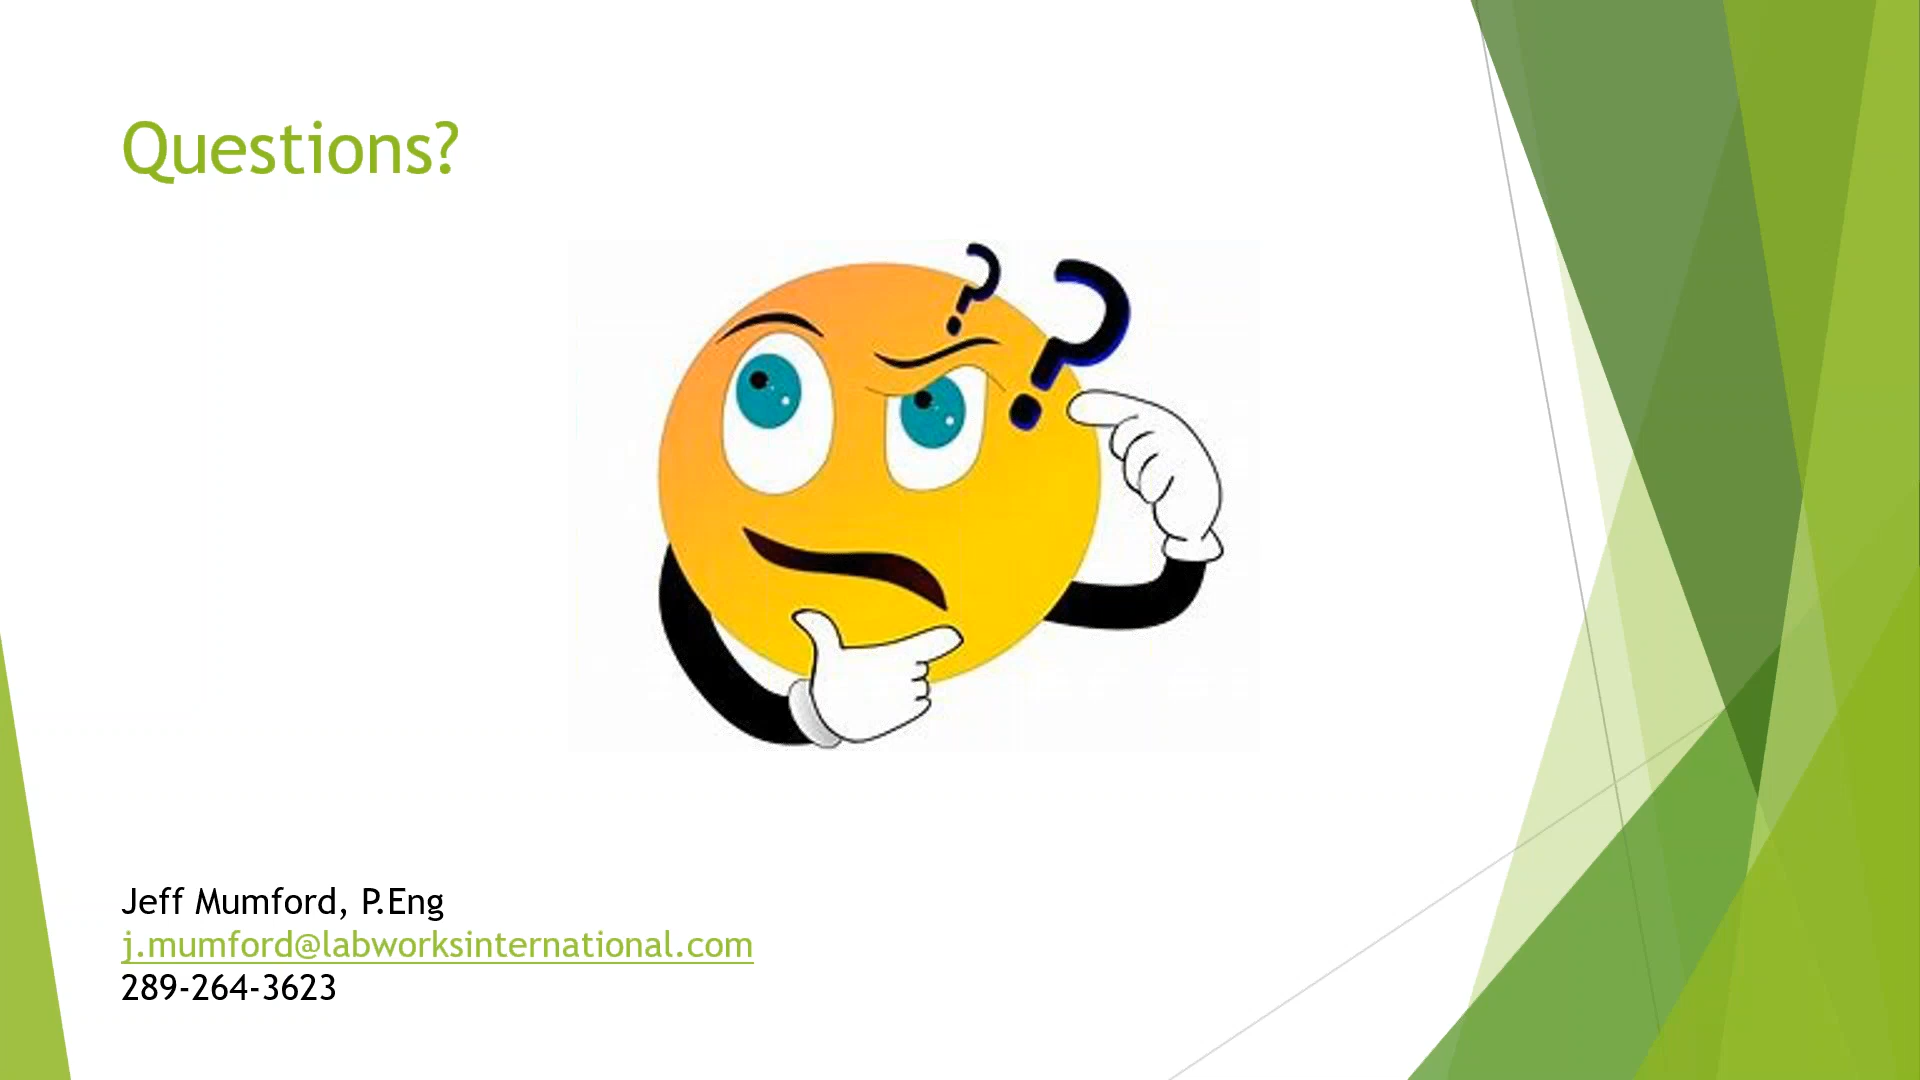 Questions?
? ?
Jeff Mumford, P.Eng
j.mumford@labworksinternational.com
289-264-3623